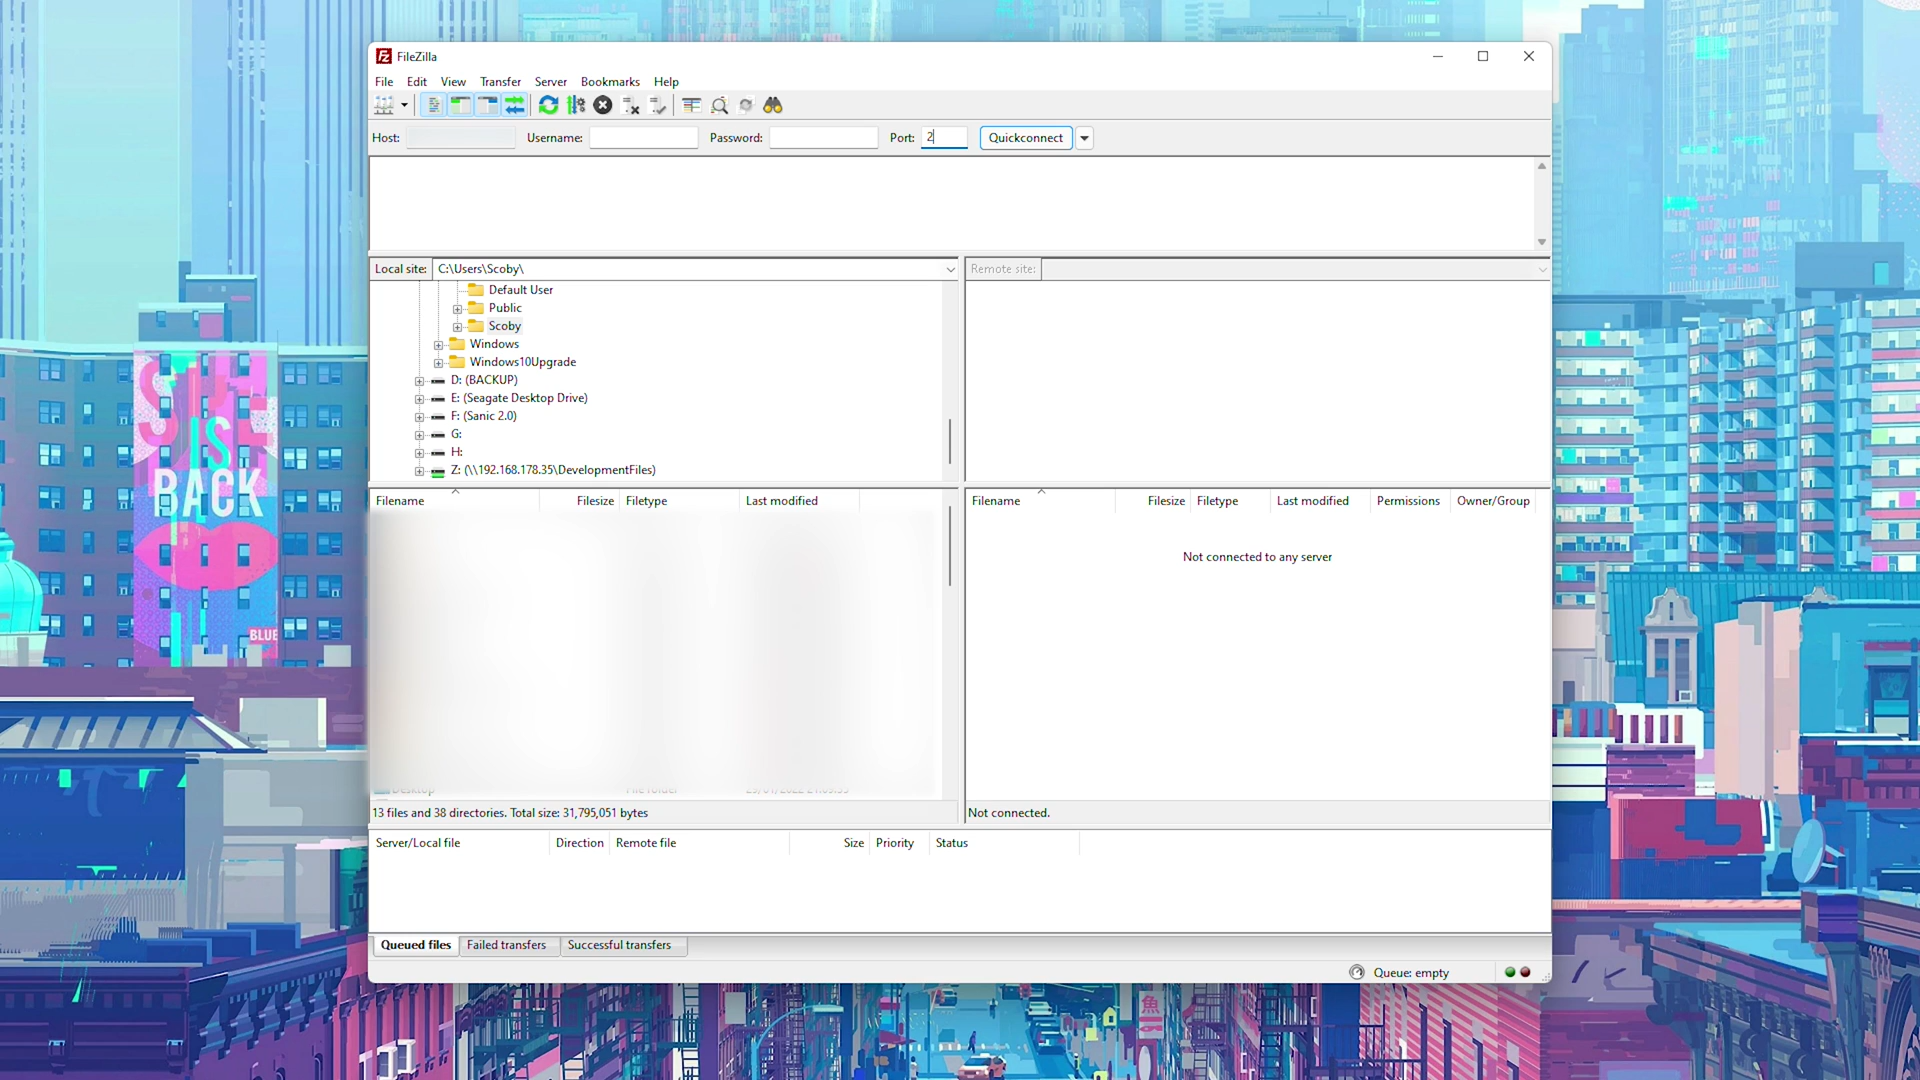 FileZilla
File Edit View Transfer Server Bookmarks Help
Host: Username: Password: Port: 2 Quickconnect
Local site: C:\Users\Scoby\
Remote site:
Default User
Public
Scoby
Windows
Windows10Upgrade
D: (BACKUP)
E: (Seagate Desktop Drive)
F: (Sanic 2.0)
G:
H:
Z: (\\192.168.178.35\DevelopmentFiles)
Filename Filesize Filetype Last modified
Filename Filesize Filetype Last modified Permissions Owner/Group
Not connected to any server
13 files and 38 directories. Total size: 31,795,051 bytes
Not connected.
Server/Local file Direction Remote file Size Priority Status
Queued files Failed transfers Successful transfers
Queue: empty
IS
BACK
BLUE
魚